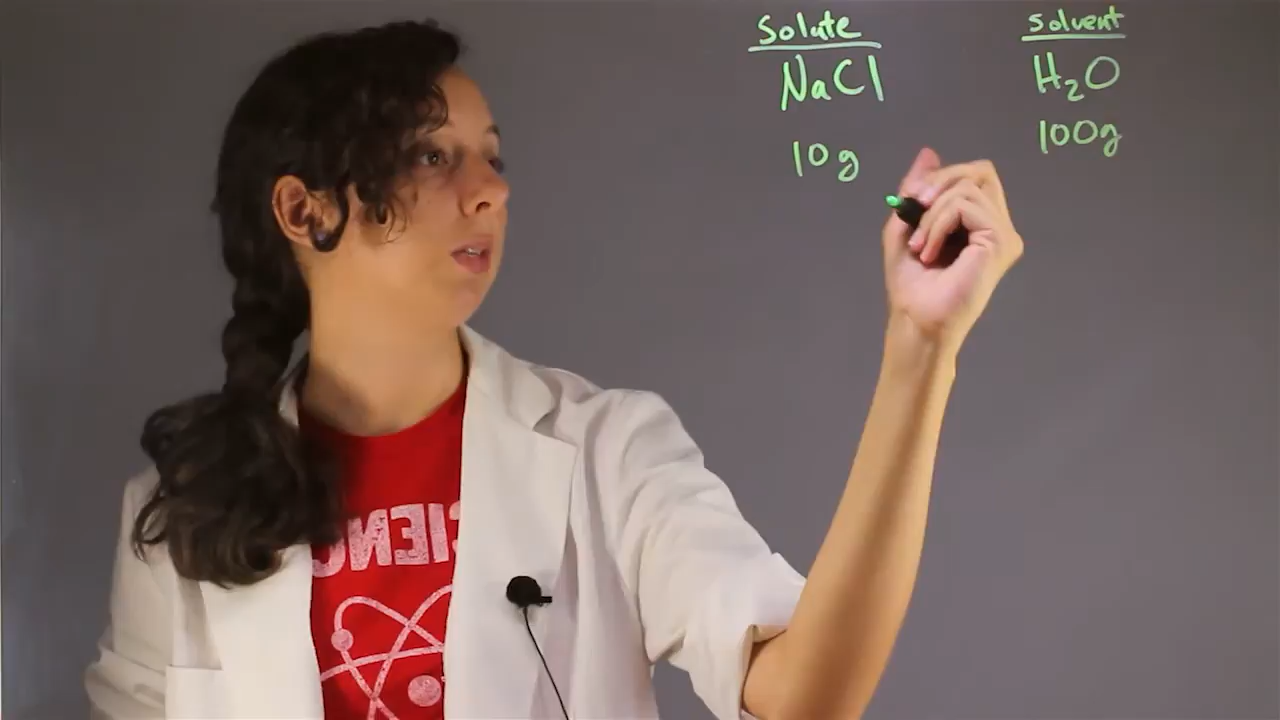 Solute
NaCl
10g
Solvent
H₂O
100g